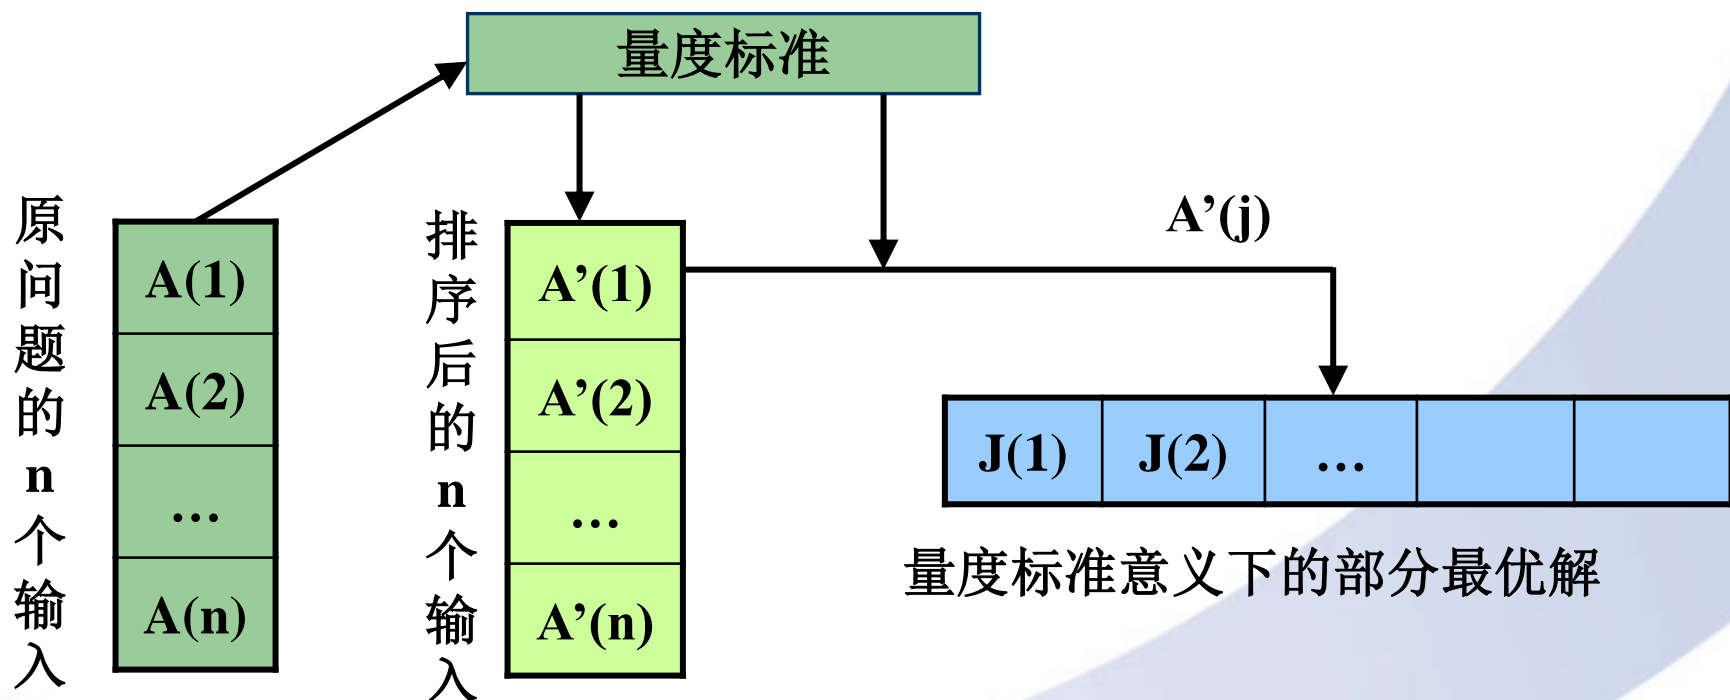 量度标准
原问题的n个输入
A(1)
A(2)
…
A(n)
排序后的n个输入
A’(1)
A’(2)
…
A’(n)
A’(j)
J(1) J(2) …
量度标准意义下的部分最优解